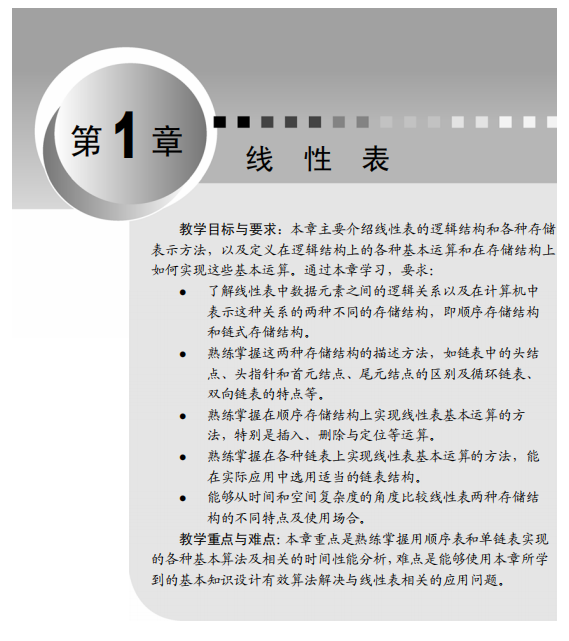 第1章
线 性 表
教学目标与要求：本章主要介绍线性表的逻辑结构和各种存储
表示方法，以及定义在逻辑结构上的各种基本运算和在存储结构上
如何实现这些基本运算。通过本章学习，要求：
● 了解线性表中数据元素之间的逻辑关系以及在计算机中
表示这种关系的两种不同的存储结构，即顺序存储结构
和链式存储结构。
● 熟练掌握这两种存储结构的描述方法，如链表中的头结
点、头指针和首元结点、尾元结点的区别及循环链表、
双向链表的特点等。
● 熟练掌握在顺序存储结构上实现线性表基本运算的方
法，特别是插入、删除与定位等运算。
● 熟练掌握在各种链表上实现线性表基本运算的方法，能
在实际应用中选用适当的链表结构。
● 能够从时间和空间复杂度的角度比较线性表两种存储结
构的不同特点及使用场合。
教学重点与难点：本章重点是熟练掌握用顺序表和单链表实现
的各种基本算法及相关的时间性能分析，难点是能够使用本章所学
到的基本知识设计有效算法解决与线性表相关的应用问题。